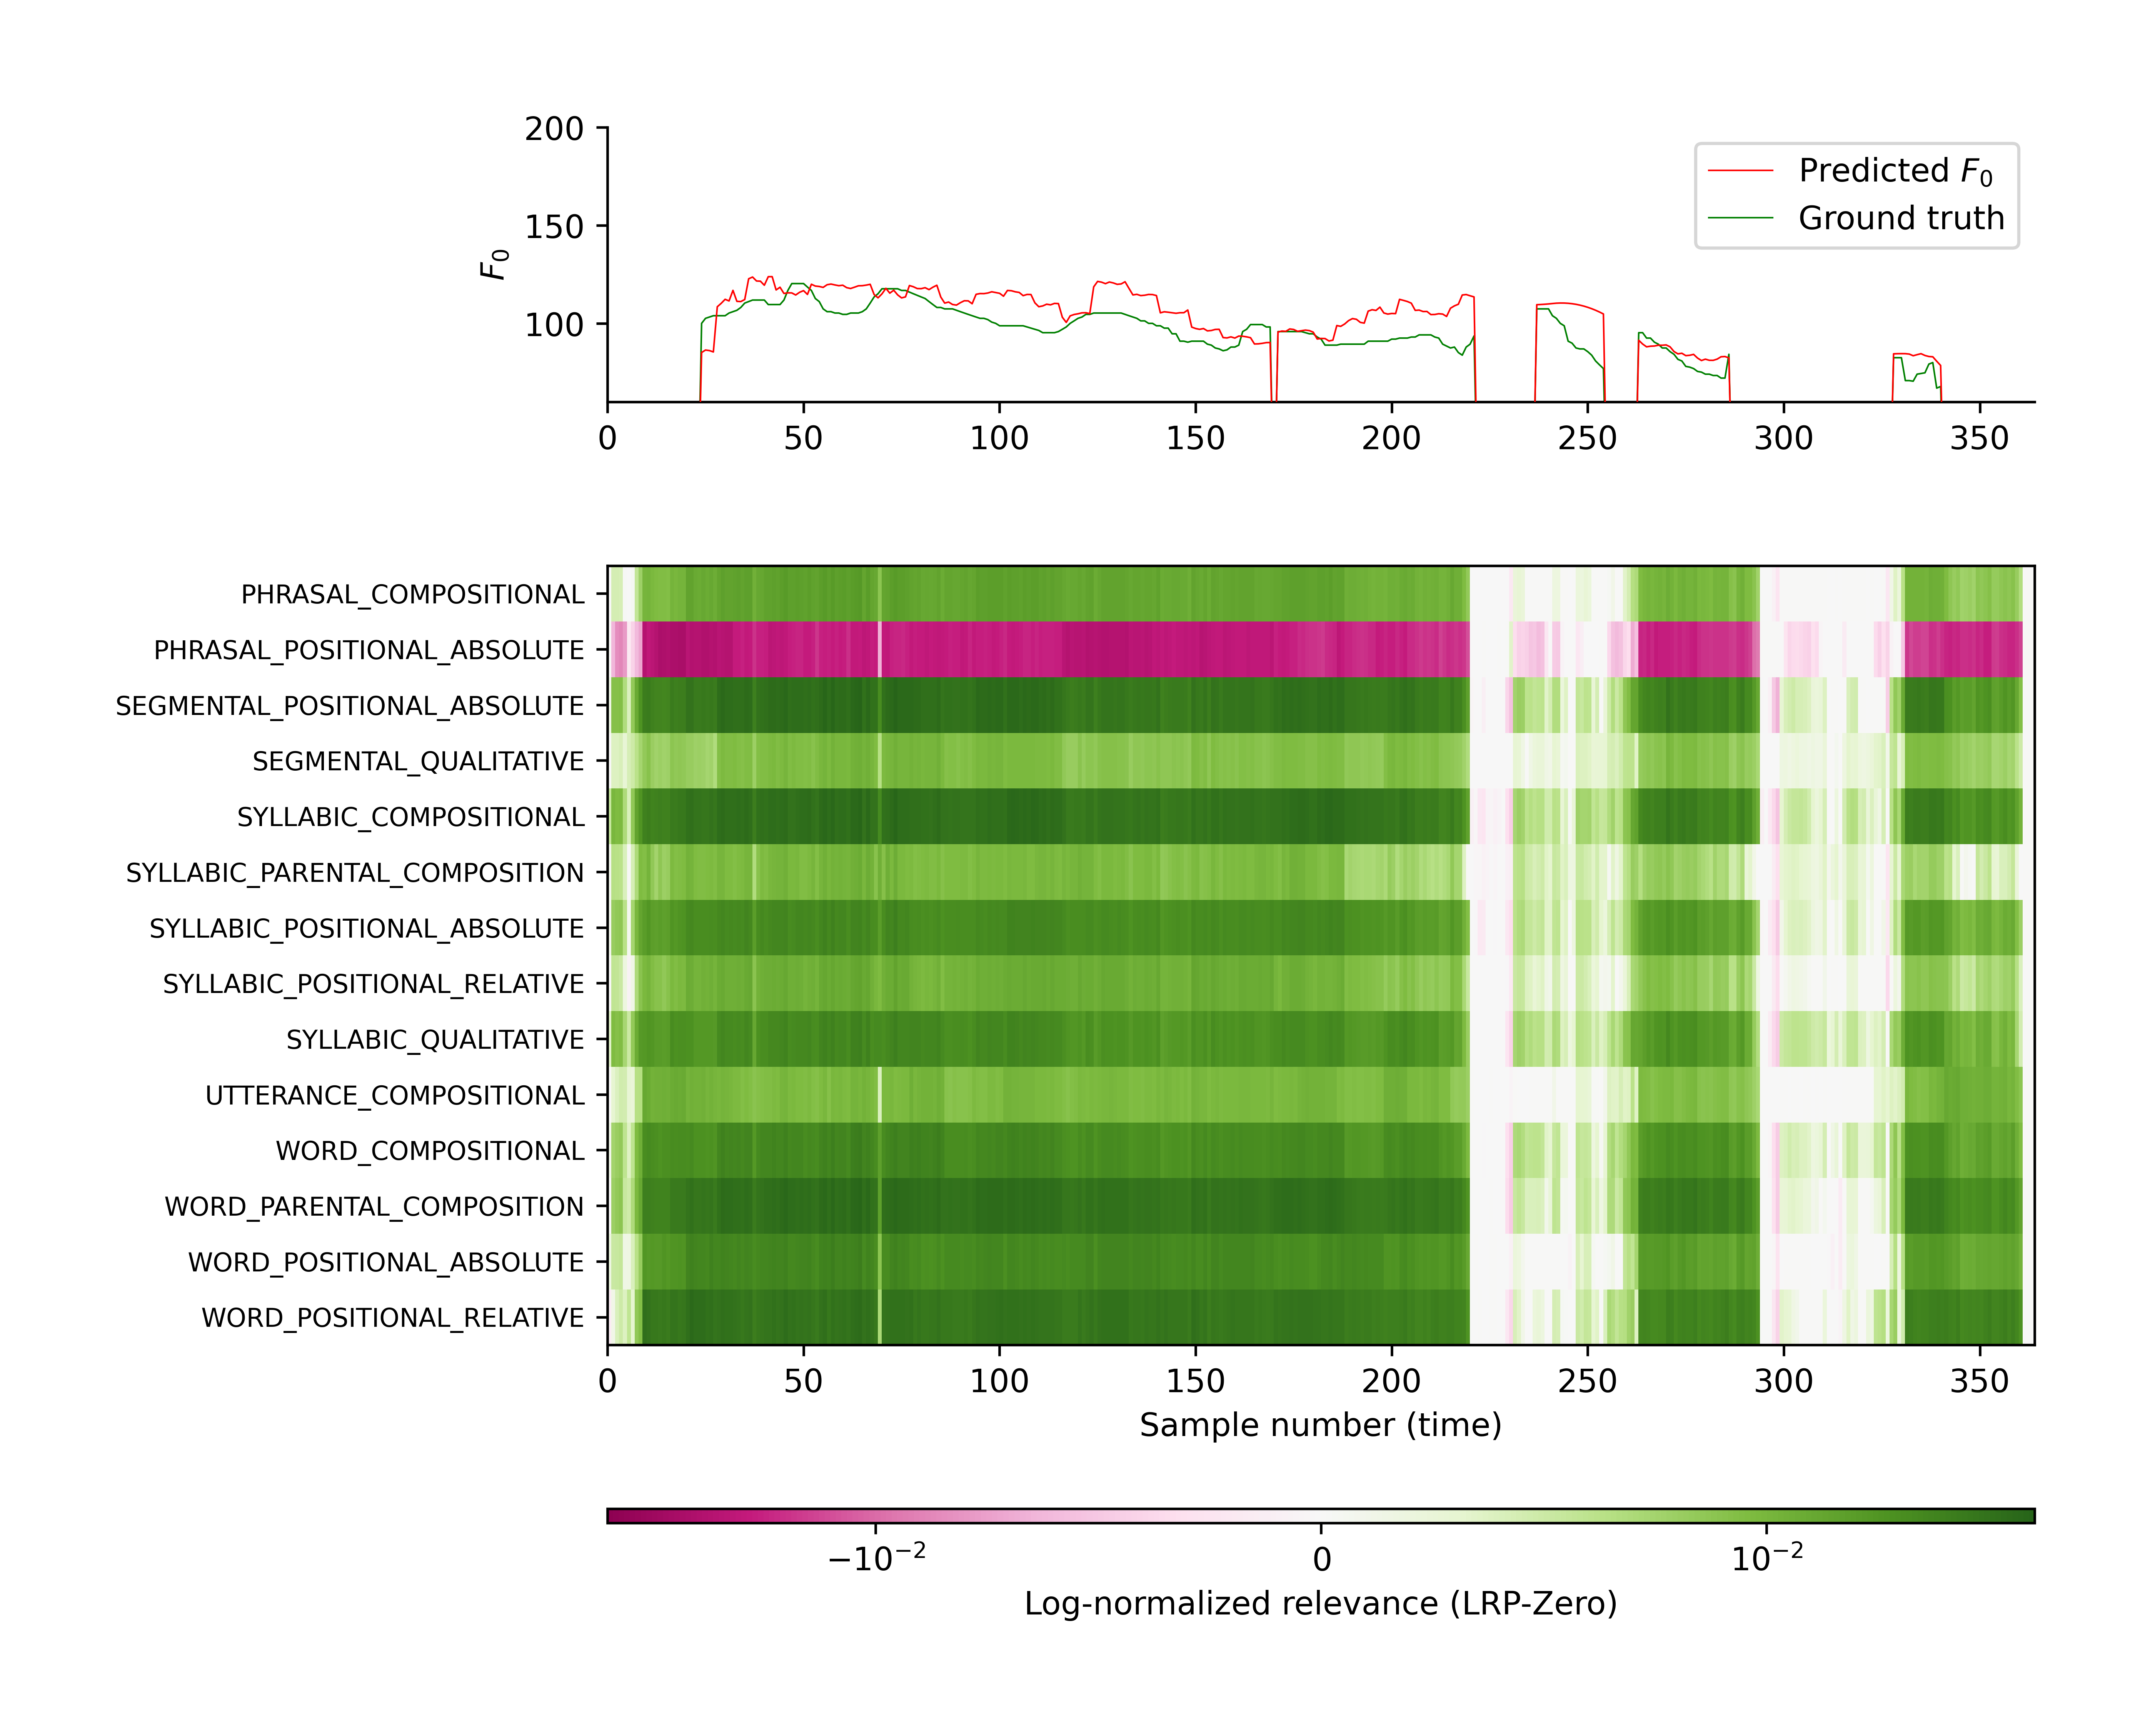 200
150
100
F₀
Predicted F₀
Ground truth
0 50 100 150 200 250 300 350
PHRASAL_COMPOSITIONAL
PHRASAL_POSITIONAL_ABSOLUTE
SEGMENTAL_POSITIONAL_ABSOLUTE
SEGMENTAL_QUALITATIVE
SYLLABIC_COMPOSITIONAL
SYLLABIC_PARENTAL_COMPOSITION
SYLLABIC_POSITIONAL_ABSOLUTE
SYLLABIC_POSITIONAL_RELATIVE
SYLLABIC_QUALITATIVE
UTTERANCE_COMPOSITIONAL
WORD_COMPOSITIONAL
WORD_PARENTAL_COMPOSITION
WORD_POSITIONAL_ABSOLUTE
WORD_POSITIONAL_RELATIVE
0 50 100 150 200 250 300 350
Sample number (time)
−10⁻² 0 10⁻²
Log-normalized relevance (LRP-Zero)